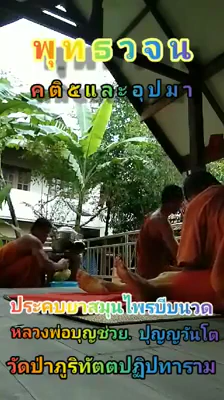 พุทธวจน
คติ๕และอุปมา
ประคบยาสมุนไพรบีบนวด
หลวงพ่อบุญช่วย. ปุญญวันโต
วัดป่าภูริทัตตปฏิปทาราม